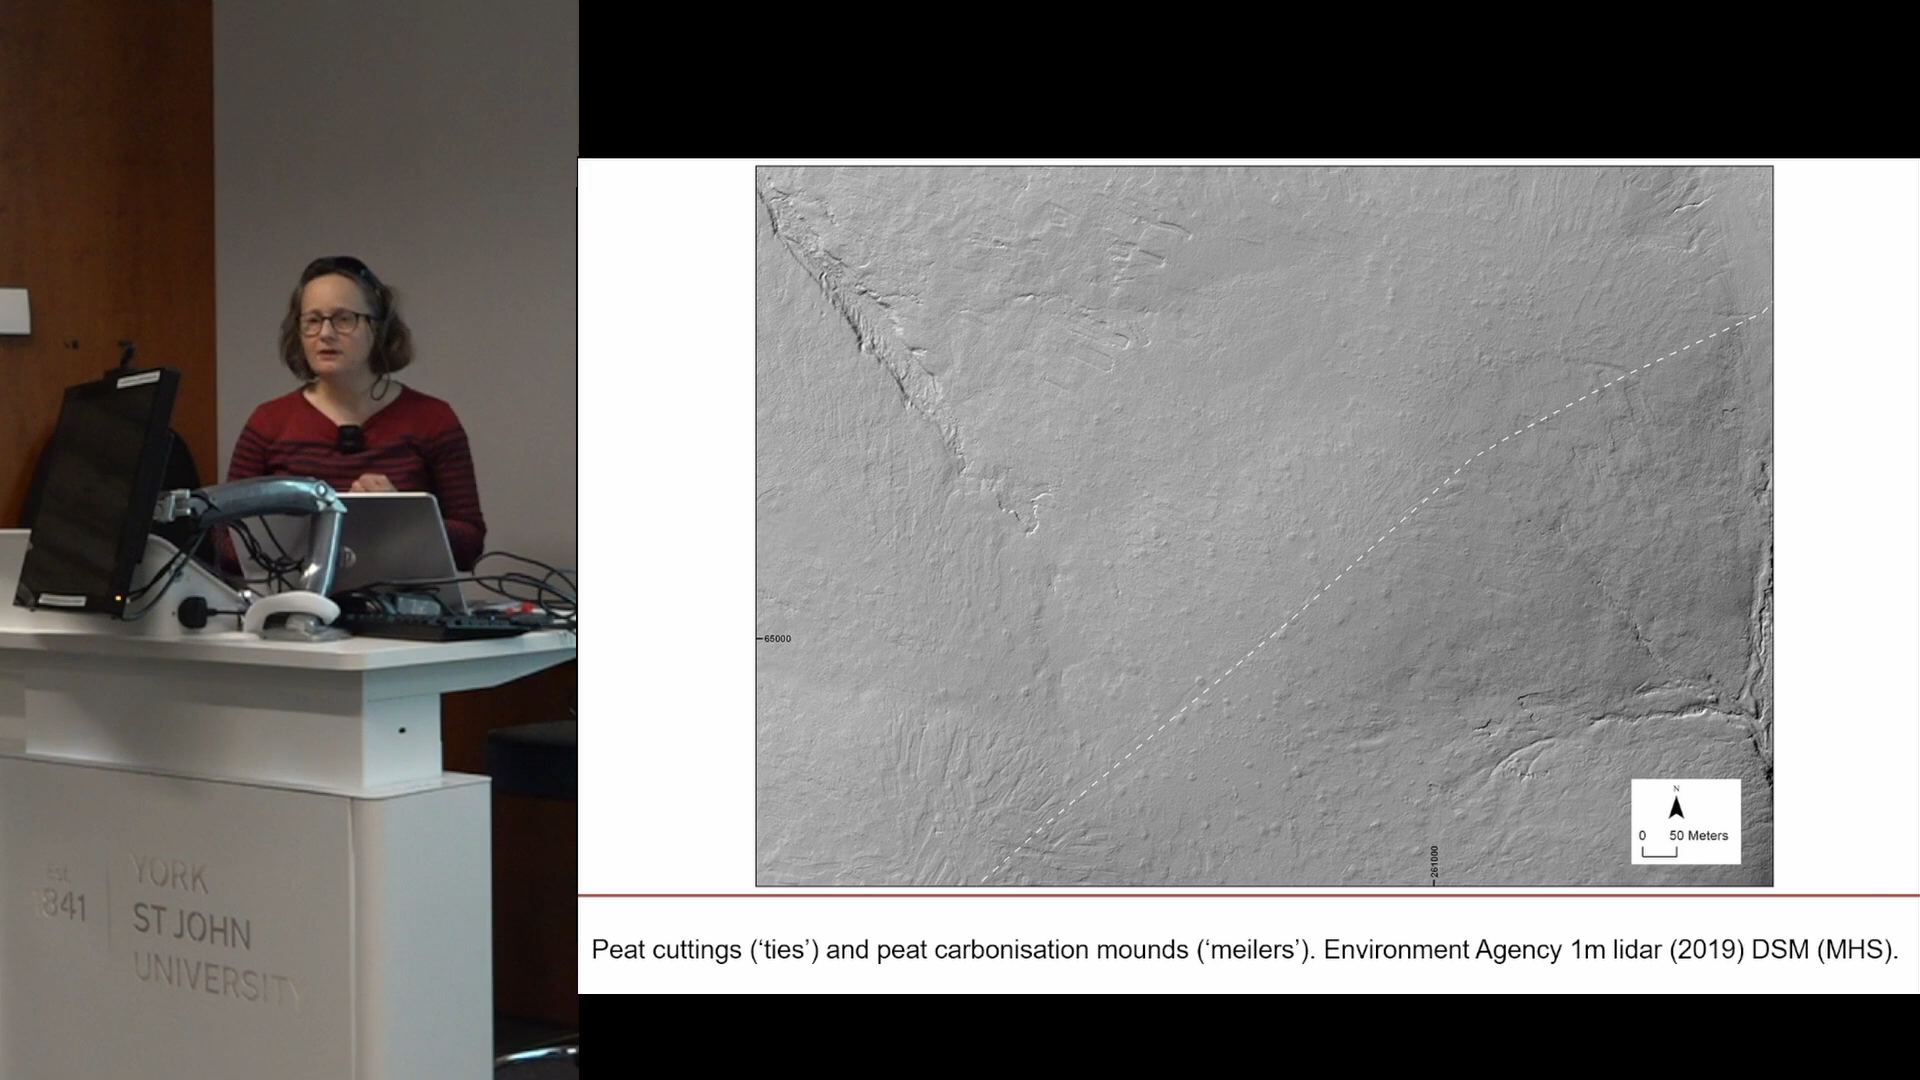 EST.
841
YORK
ST JOHN
UNIVERSITY
65000
261000
N
0 50 Meters
Peat cuttings (‘ties’) and peat carbonisation mounds (‘meilers’). Environment Agency 1m lidar (2019) DSM (MHS).